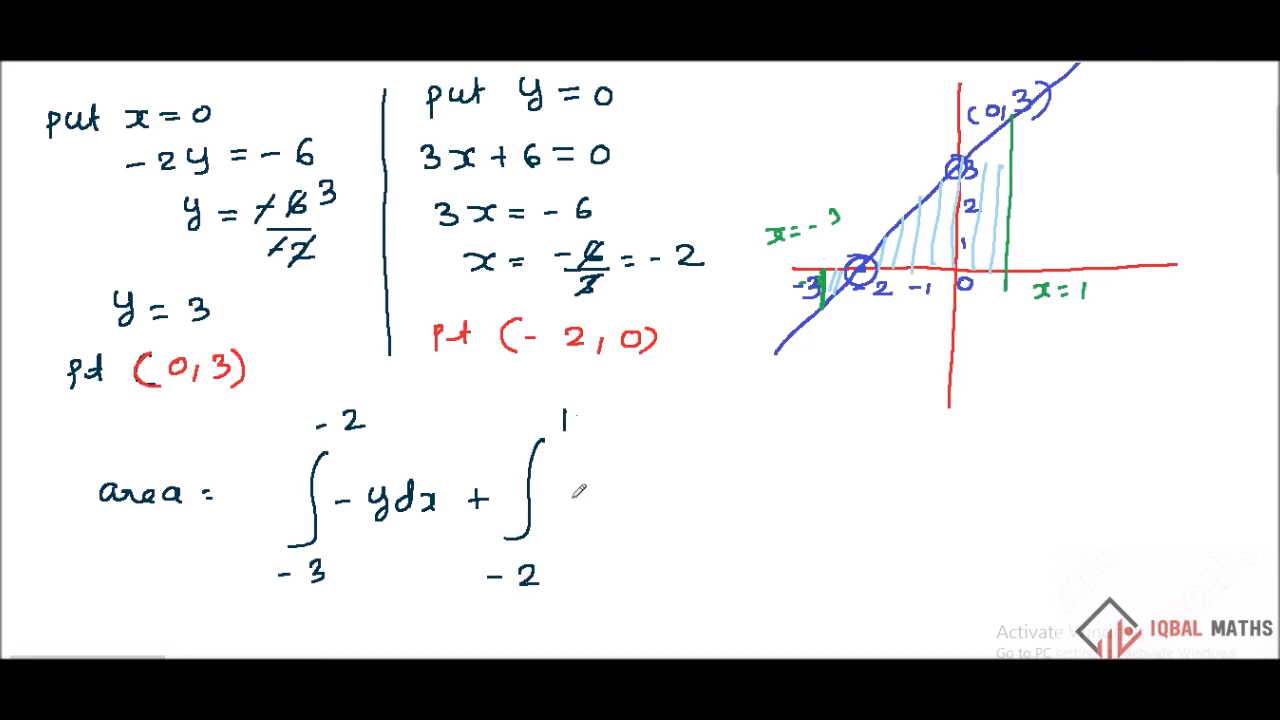 put x = 0
-2y = -6
y = -6/-2 3
y = 3
pt (0, 3)
put y = 0
3x + 6 = 0
3x = -6
x = -6/3 = -2
pt (-2, 0)
(0, 3)
3
2
1
x = -3
-3 -2 -1 0
x = 1
area = ∫_{-3}^{-2} -y dx + ∫_{-2}^{1}
IQBAL MATHS
Activate Windows
Go to PC settings to activate Windows